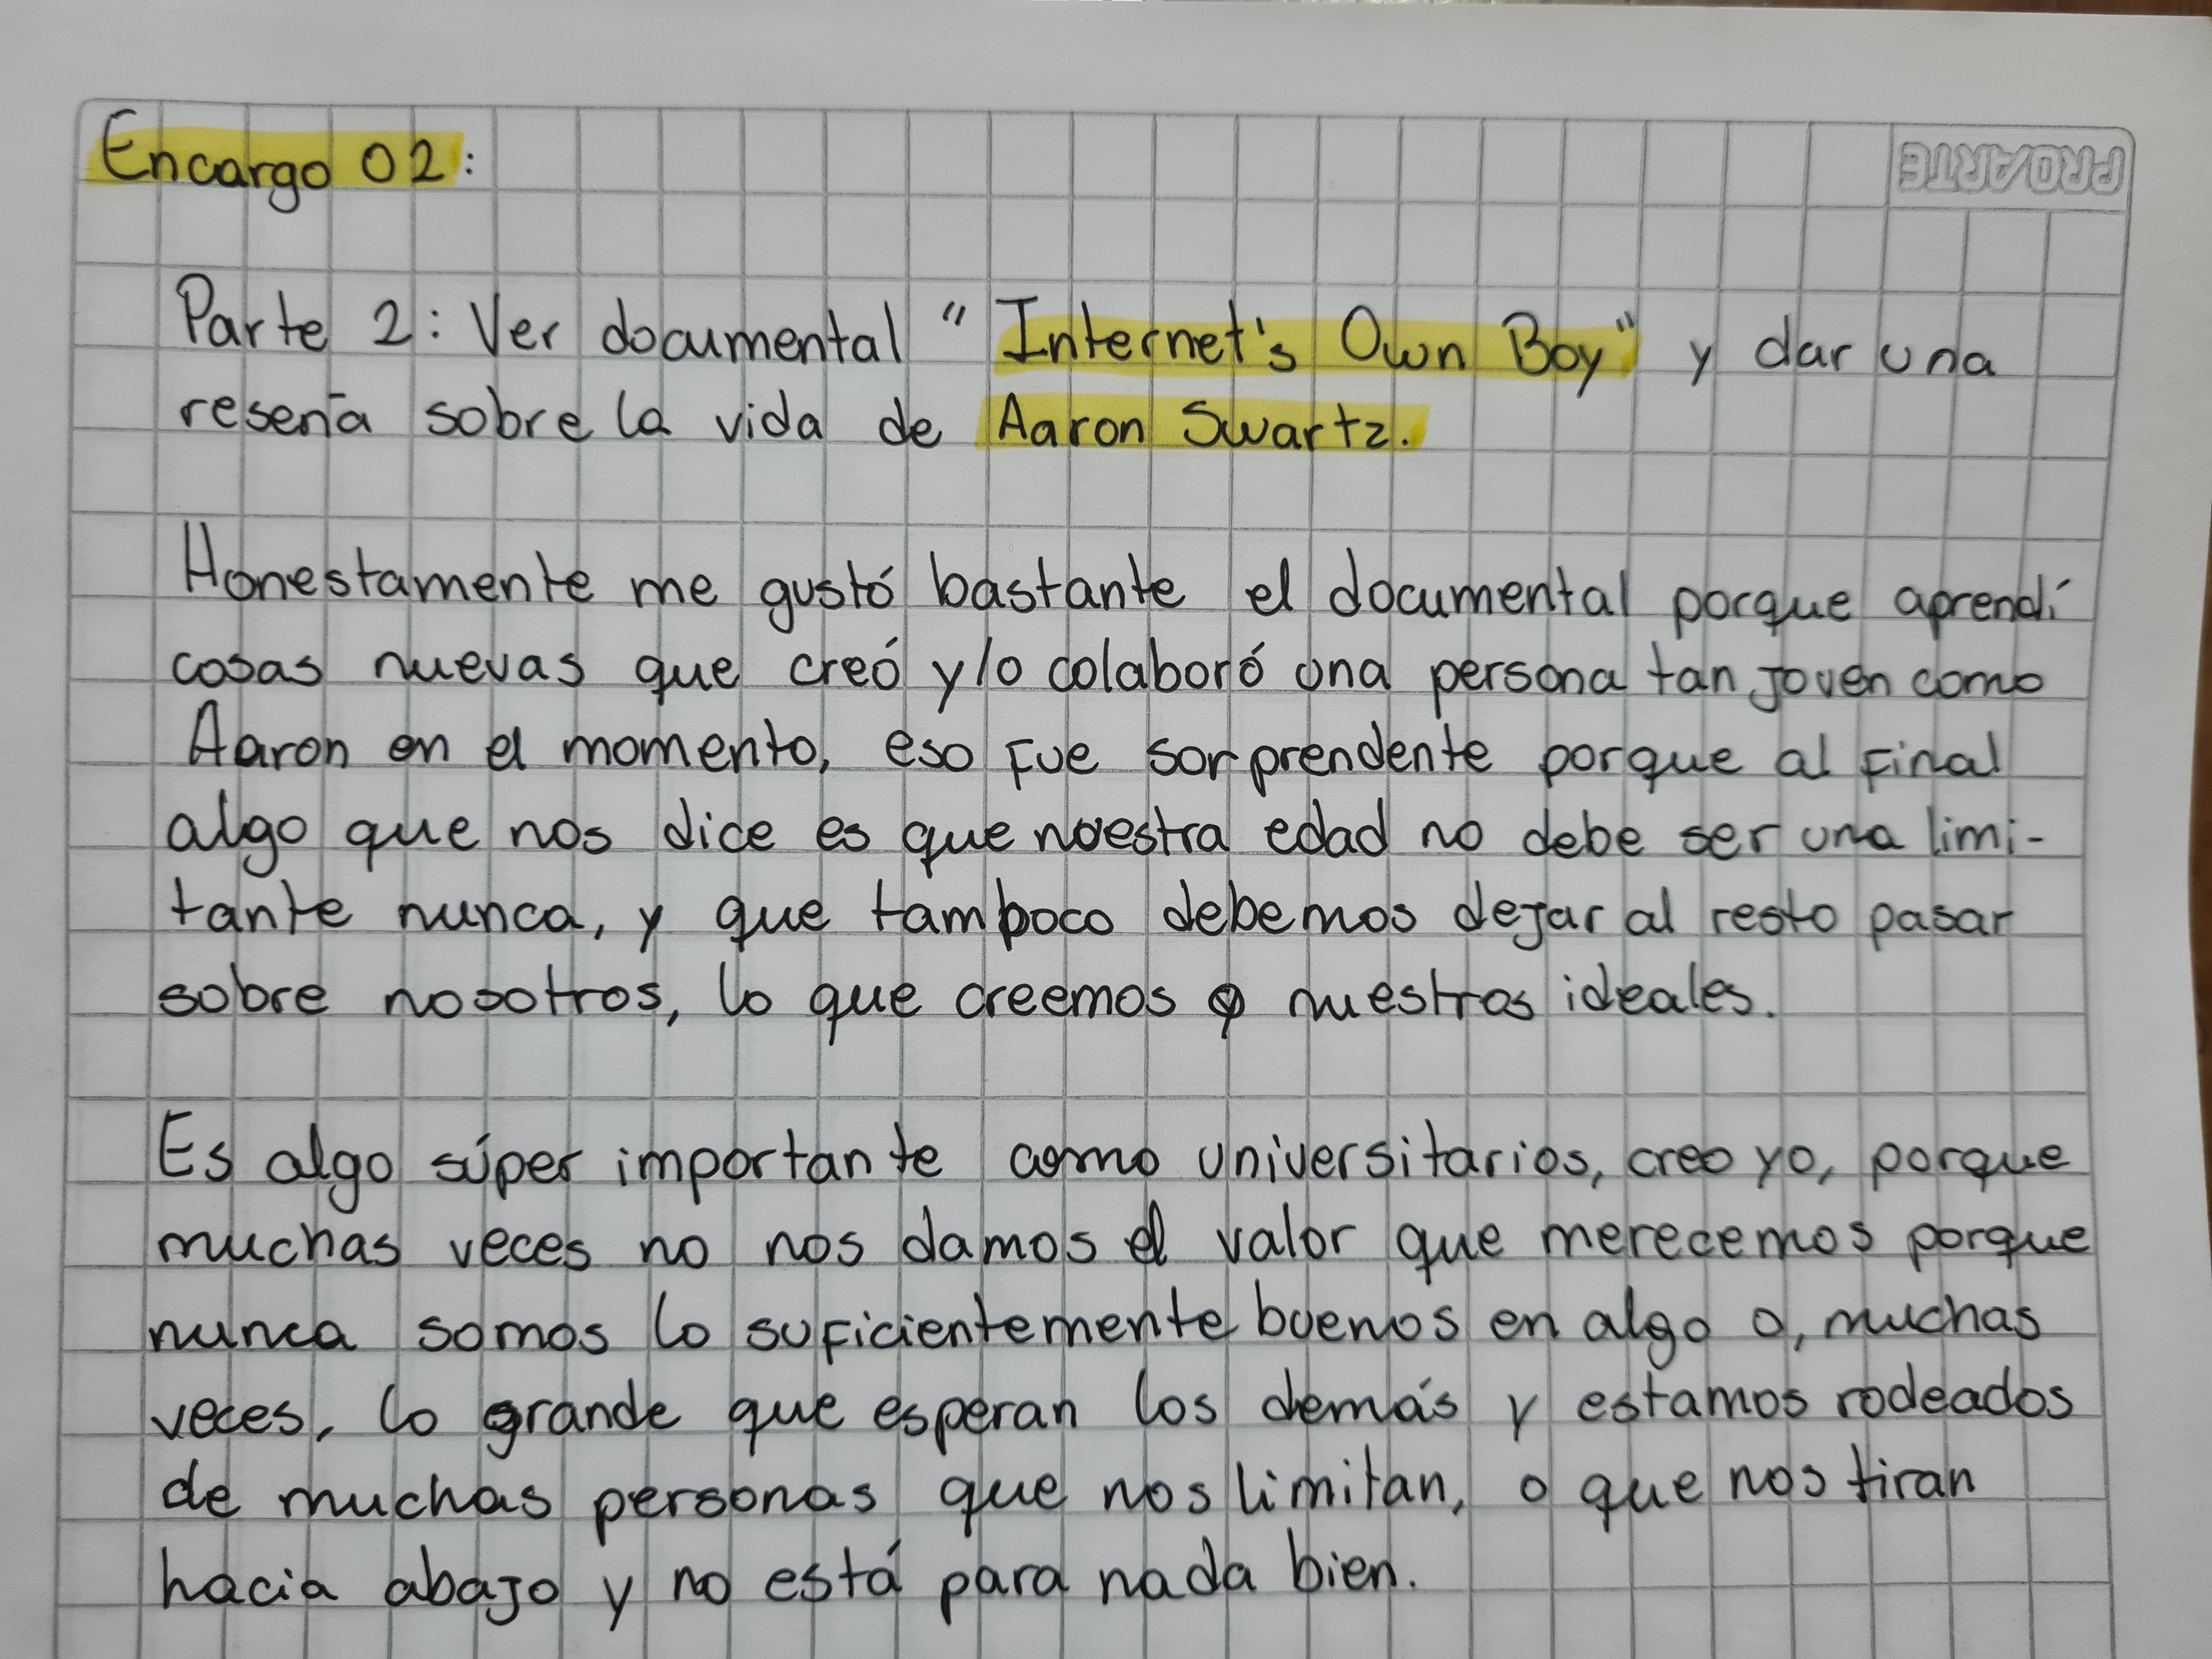 Encargo 02:
PROARTE
Parte 2: Ver documental "Internet's Own Boy" y dar una
reseña sobre la vida de Aaron Swartz.
Honestamente me gustó bastante el documental porque aprendí
cosas nuevas que creó y/o colaboró una persona tan joven como
Aaron en el momento, eso fue sorprendente porque al final
algo que nos dice es que nuestra edad no debe ser una limi-
tante nunca, y que tampoco debemos dejar al resto pasar
sobre nosotros, lo que creemos o nuestros ideales.
Es algo súper importante como universitarios, creo yo, porque
muchas veces no nos damos el valor que merecemos porque
nunca somos lo suficientemente buenos en algo o, muchas
veces, lo grande que esperan los demás y estamos rodeados
de muchas personas que nos limitan, o que nos tiran
hacia abajo y no está para nada bien.